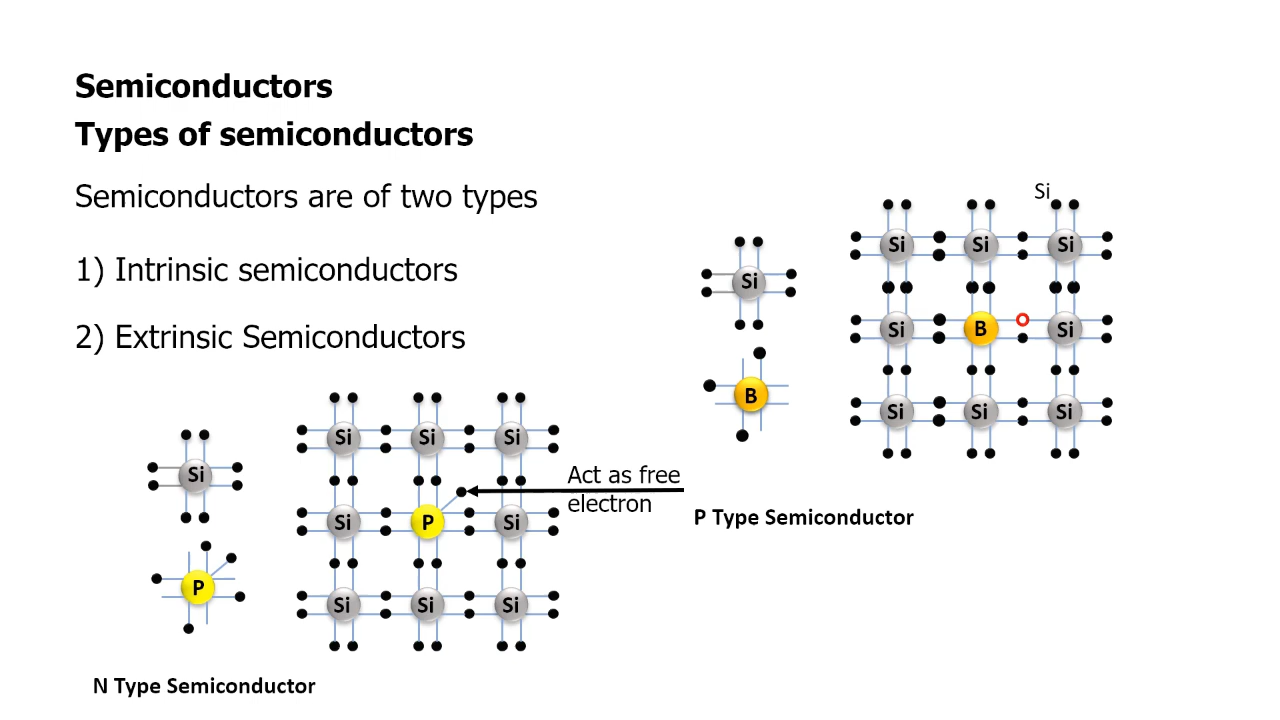 Semiconductors
Types of semiconductors
Semiconductors are of two types
1) Intrinsic semiconductors
2) Extrinsic Semiconductors
Si
Si Si Si
Si
Si B Si
B
Si Si Si
P Type Semiconductor
Si Si Si
Si
Act as free
electron
Si P Si
P
Si Si Si
N Type Semiconductor